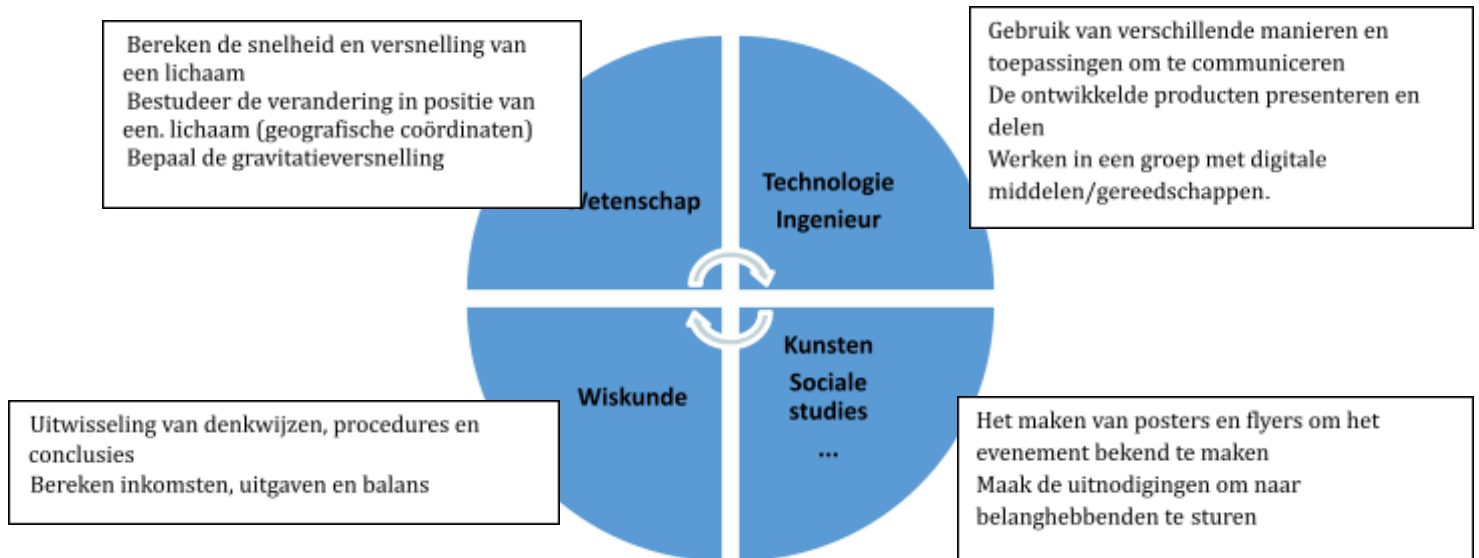 Bereken de snelheid en versnelling van
een lichaam
Bestudeer de verandering in positie van
een. lichaam (geografische coördinaten)
Bepaal de gravitatieversnelling
Gebruik van verschillende manieren en
toepassingen om te communiceren
De ontwikkelde producten presenteren en
delen
Werken in een groep met digitale
middelen/gereedschappen.
Wetenschap
Technologie
Ingenieur
Wiskunde
Kunsten
Sociale
studies
...
Uitwisseling van denkwijzen, procedures en
conclusies
Bereken inkomsten, uitgaven en balans
Het maken van posters en flyers om het
evenement bekend te maken
Maak de uitnodigingen om naar
belanghebbenden te sturen